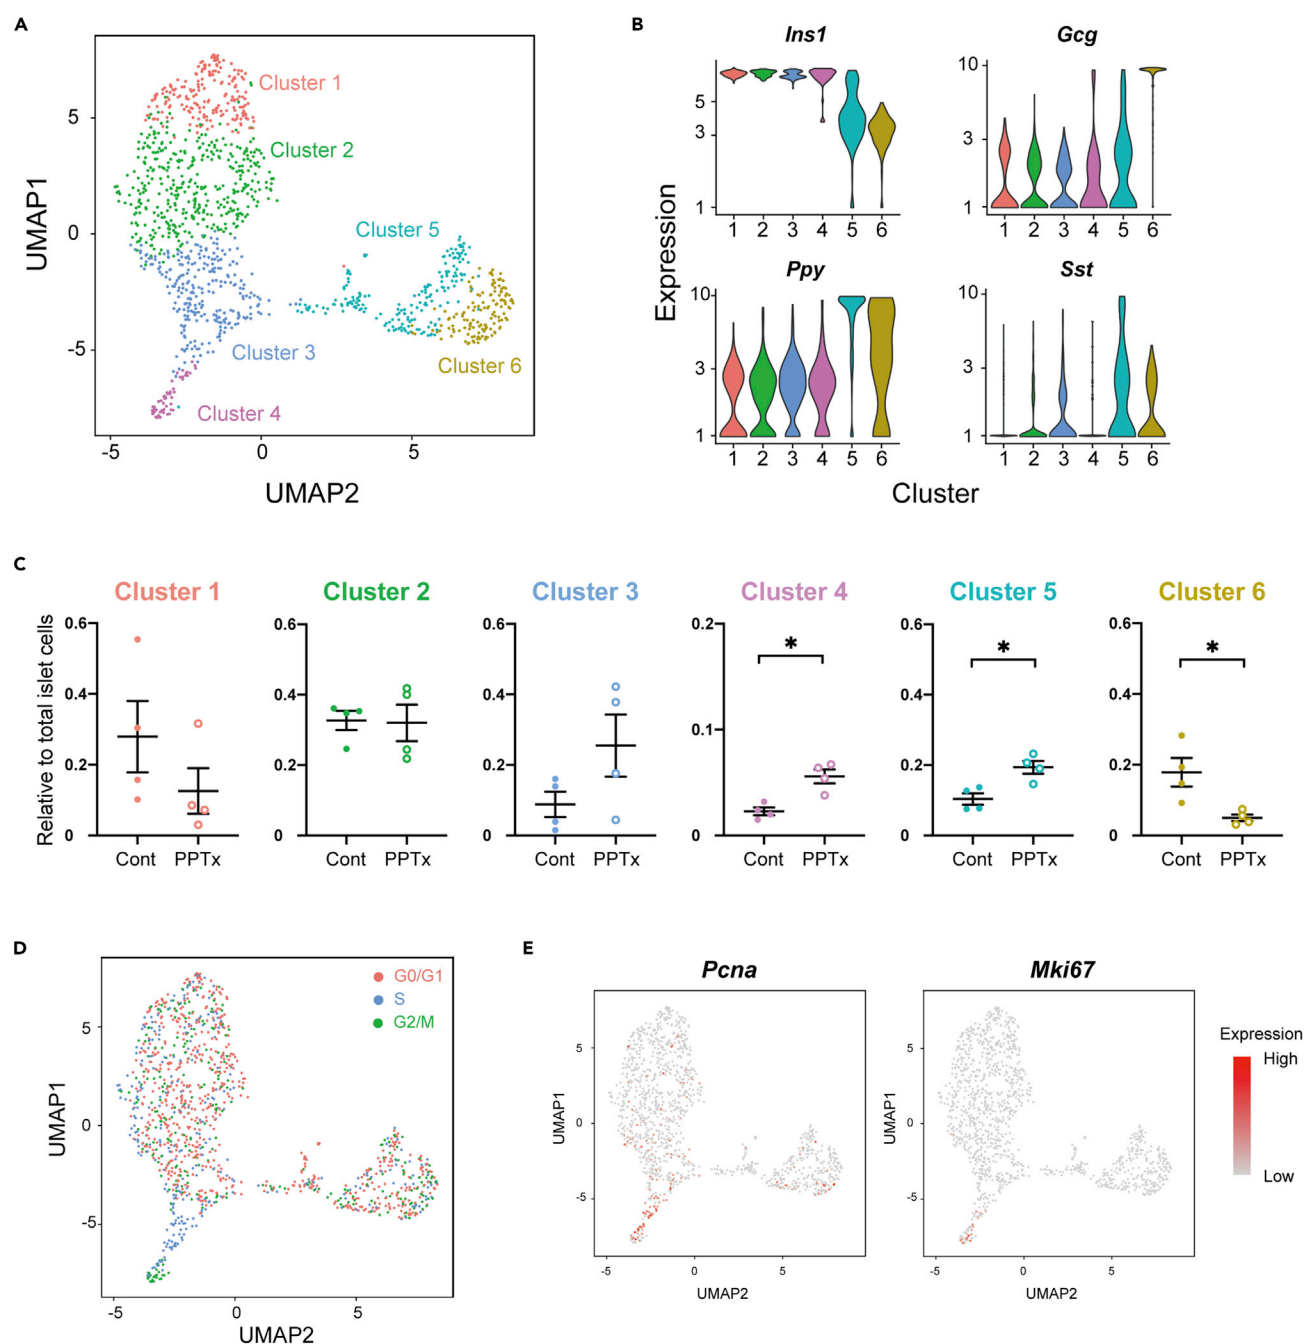 A
Cluster 1
Cluster 2
Cluster 5
Cluster 3
Cluster 6
Cluster 4
5
0
-5
-5
0
5
UMAP1
UMAP2
B
Ins1
Gcg
5
3
1
10
3
1
1 2 3 4 5 6
1 2 3 4 5 6
Expression
Ppy
Sst
10
3
1
10
3
1
1 2 3 4 5 6
1 2 3 4 5 6
Cluster
C
Cluster 1
Cluster 2
Cluster 3
Cluster 4
Cluster 5
Cluster 6
Relative to total islet cells
0.6
0.4
0.2
0
Cont PPTx
0.6
0.4
0.2
0
Cont PPTx
0.6
0.4
0.2
0
Cont PPTx
0.2
0.1
0
*
Cont PPTx
0.6
0.4
0.2
0
*
Cont PPTx
0.6
0.4
0.2
0
*
Cont PPTx
D
G0/G1
S
G2/M
5
0
-5
-5
0
5
UMAP1
UMAP2
E
Pcna
Mki67
5
0
-5
-5
0
5
UMAP1
UMAP2
5
0
-5
-5
0
5
UMAP1
UMAP2
Expression
High
Low